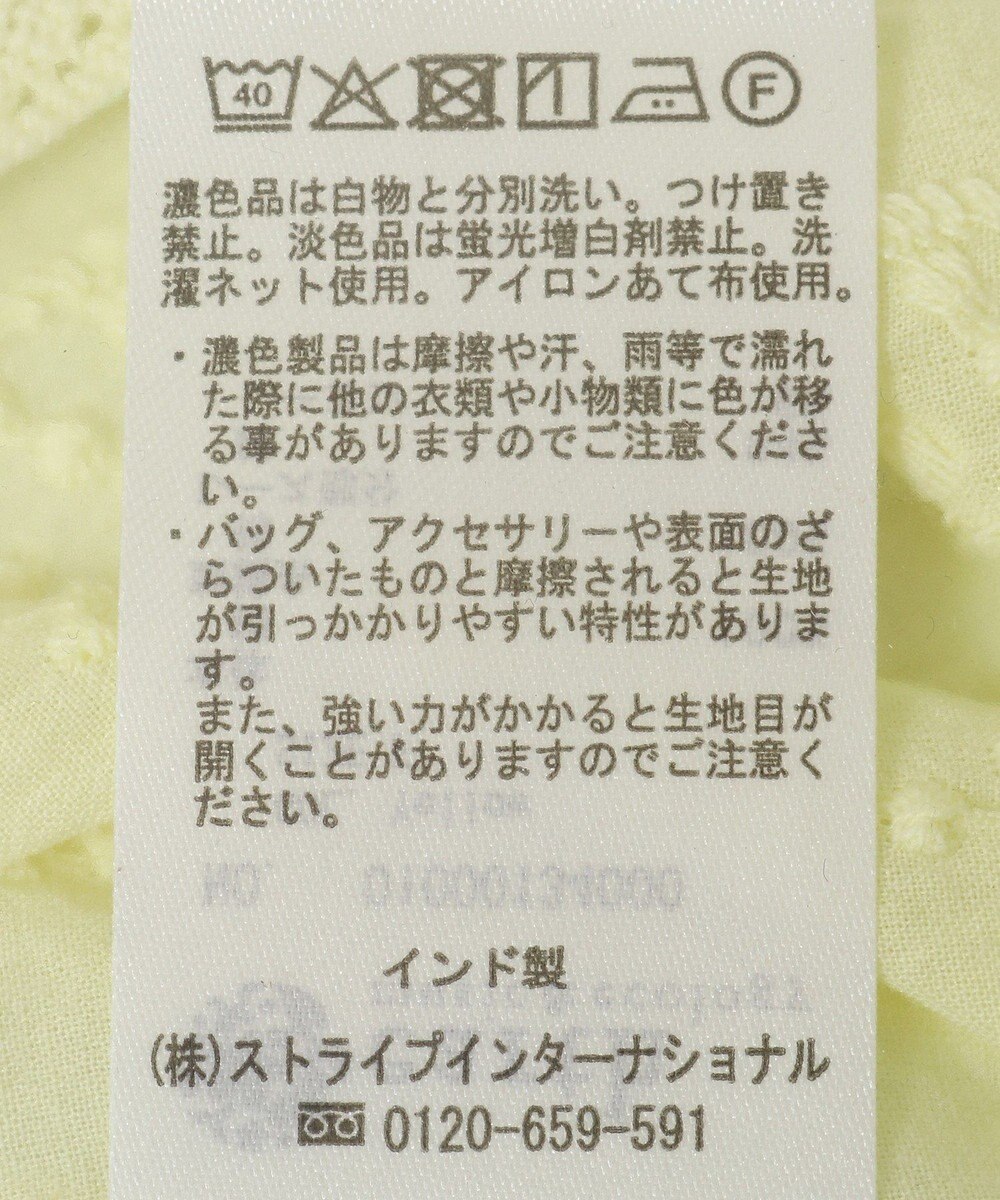 40 F
濃色品は白物と分別洗い。つけ置き
禁止。淡色品は蛍光増白剤禁止。洗
濯ネット使用。アイロンあて布使用。
・濃色製品は摩擦や汗、雨等で濡れ
た際に他の衣類や小物類に色が移
る事がありますのでご注意くださ
い。
・バッグ、アクセサリーや表面のざ
らついたものと摩擦されると生地
が引っかかりやすい特性がありま
す。
また、強い力がかかると生地目が
開くことがありますのでご注意く
ださい。
インド製
(株)ストライプインターナショナル
0120-659-591